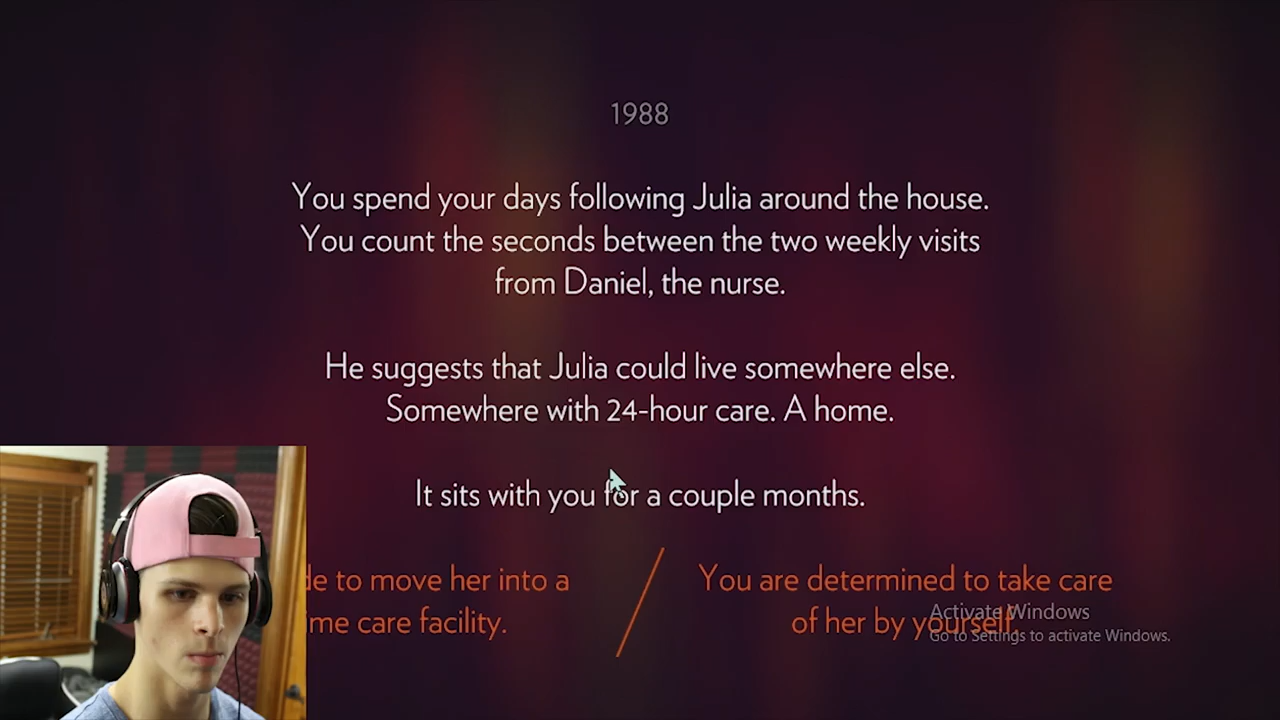 1988
You spend your days following Julia around the house.
You count the seconds between the two weekly visits
from Daniel, the nurse.
He suggests that Julia could live somewhere else.
Somewhere with 24-hour care. A home.
It sits with you for a couple months.
de to move her into a
me care facility.
You are determined to take care
of her by yourself.
Activate Windows
Go to Settings to activate Windows.